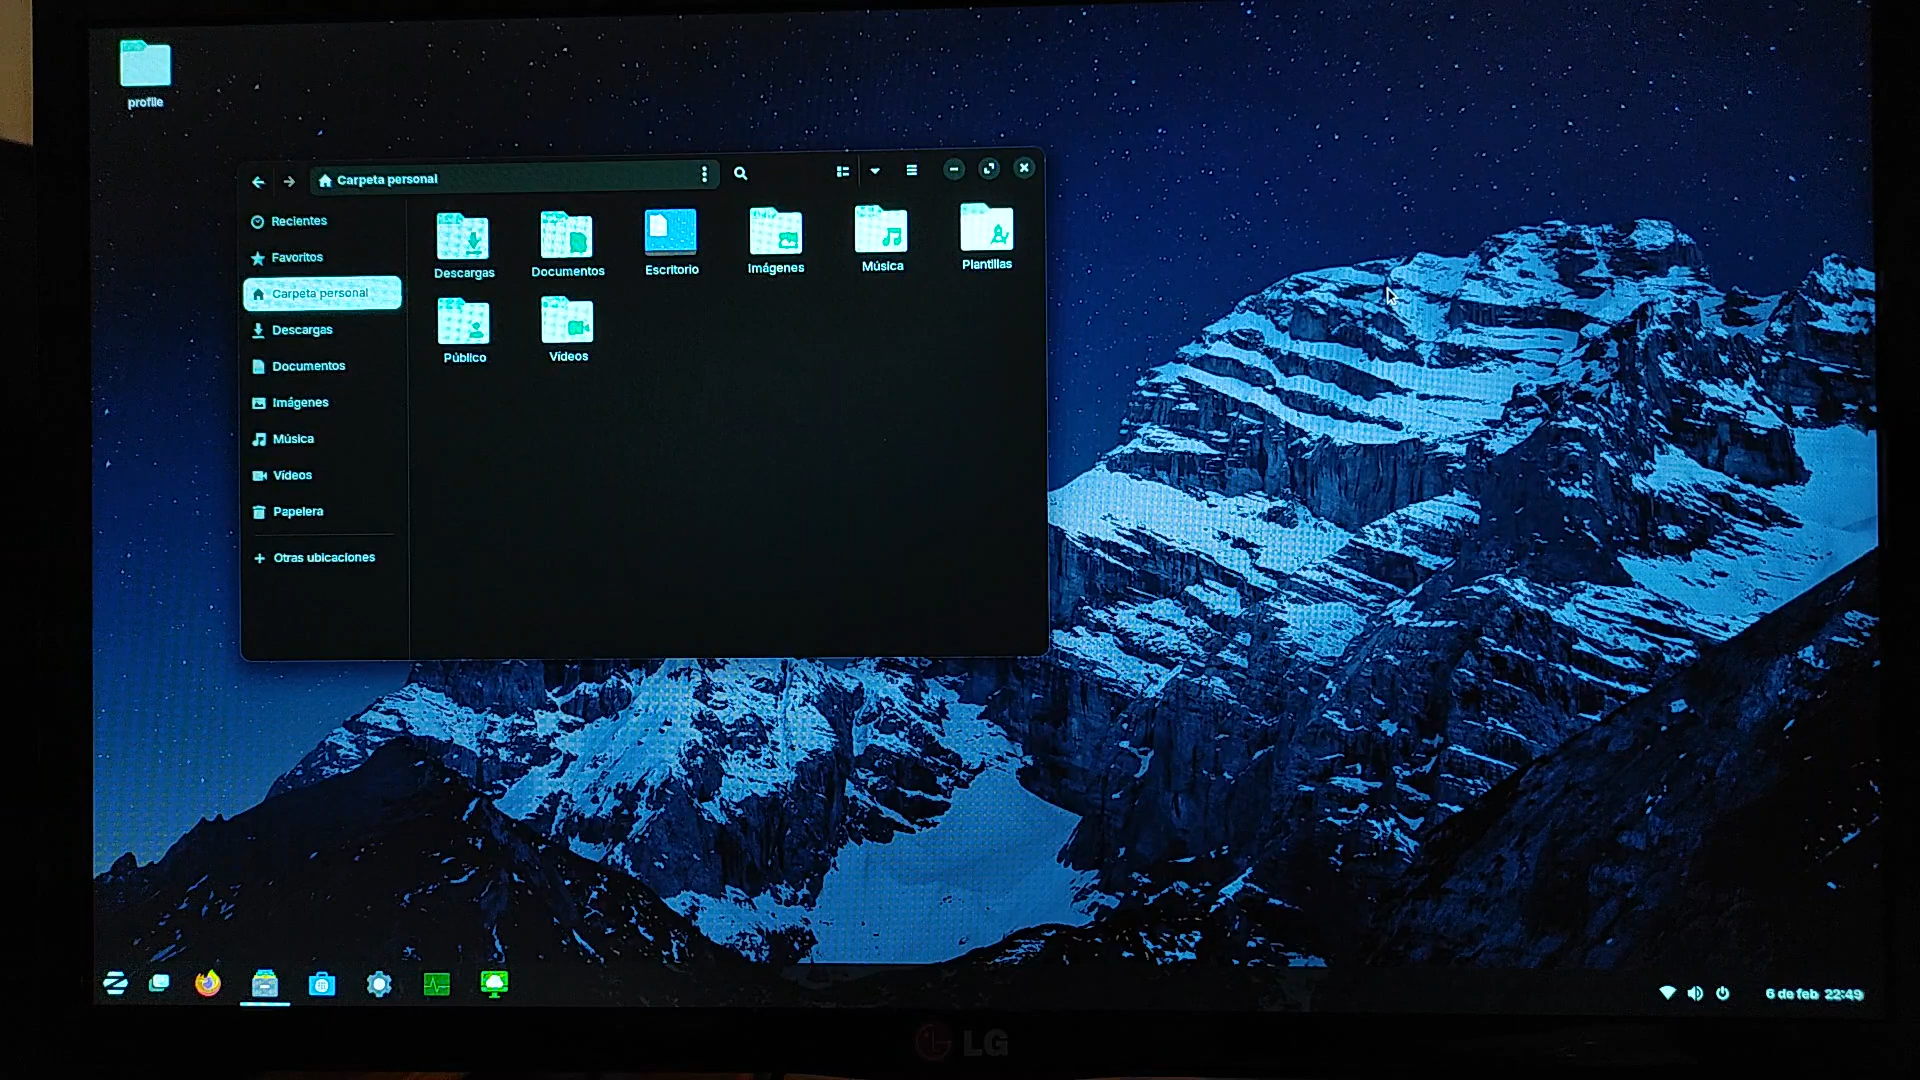 profile
Carpeta personal
Recientes
Favoritos
Carpeta personal
Descargas
Documentos
Imágenes
Música
Vídeos
Papelera
Otras ubicaciones
Descargas
Documentos
Escritorio
Imágenes
Música
Plantillas
Público
Vídeos
6 de feb 22:49
LG